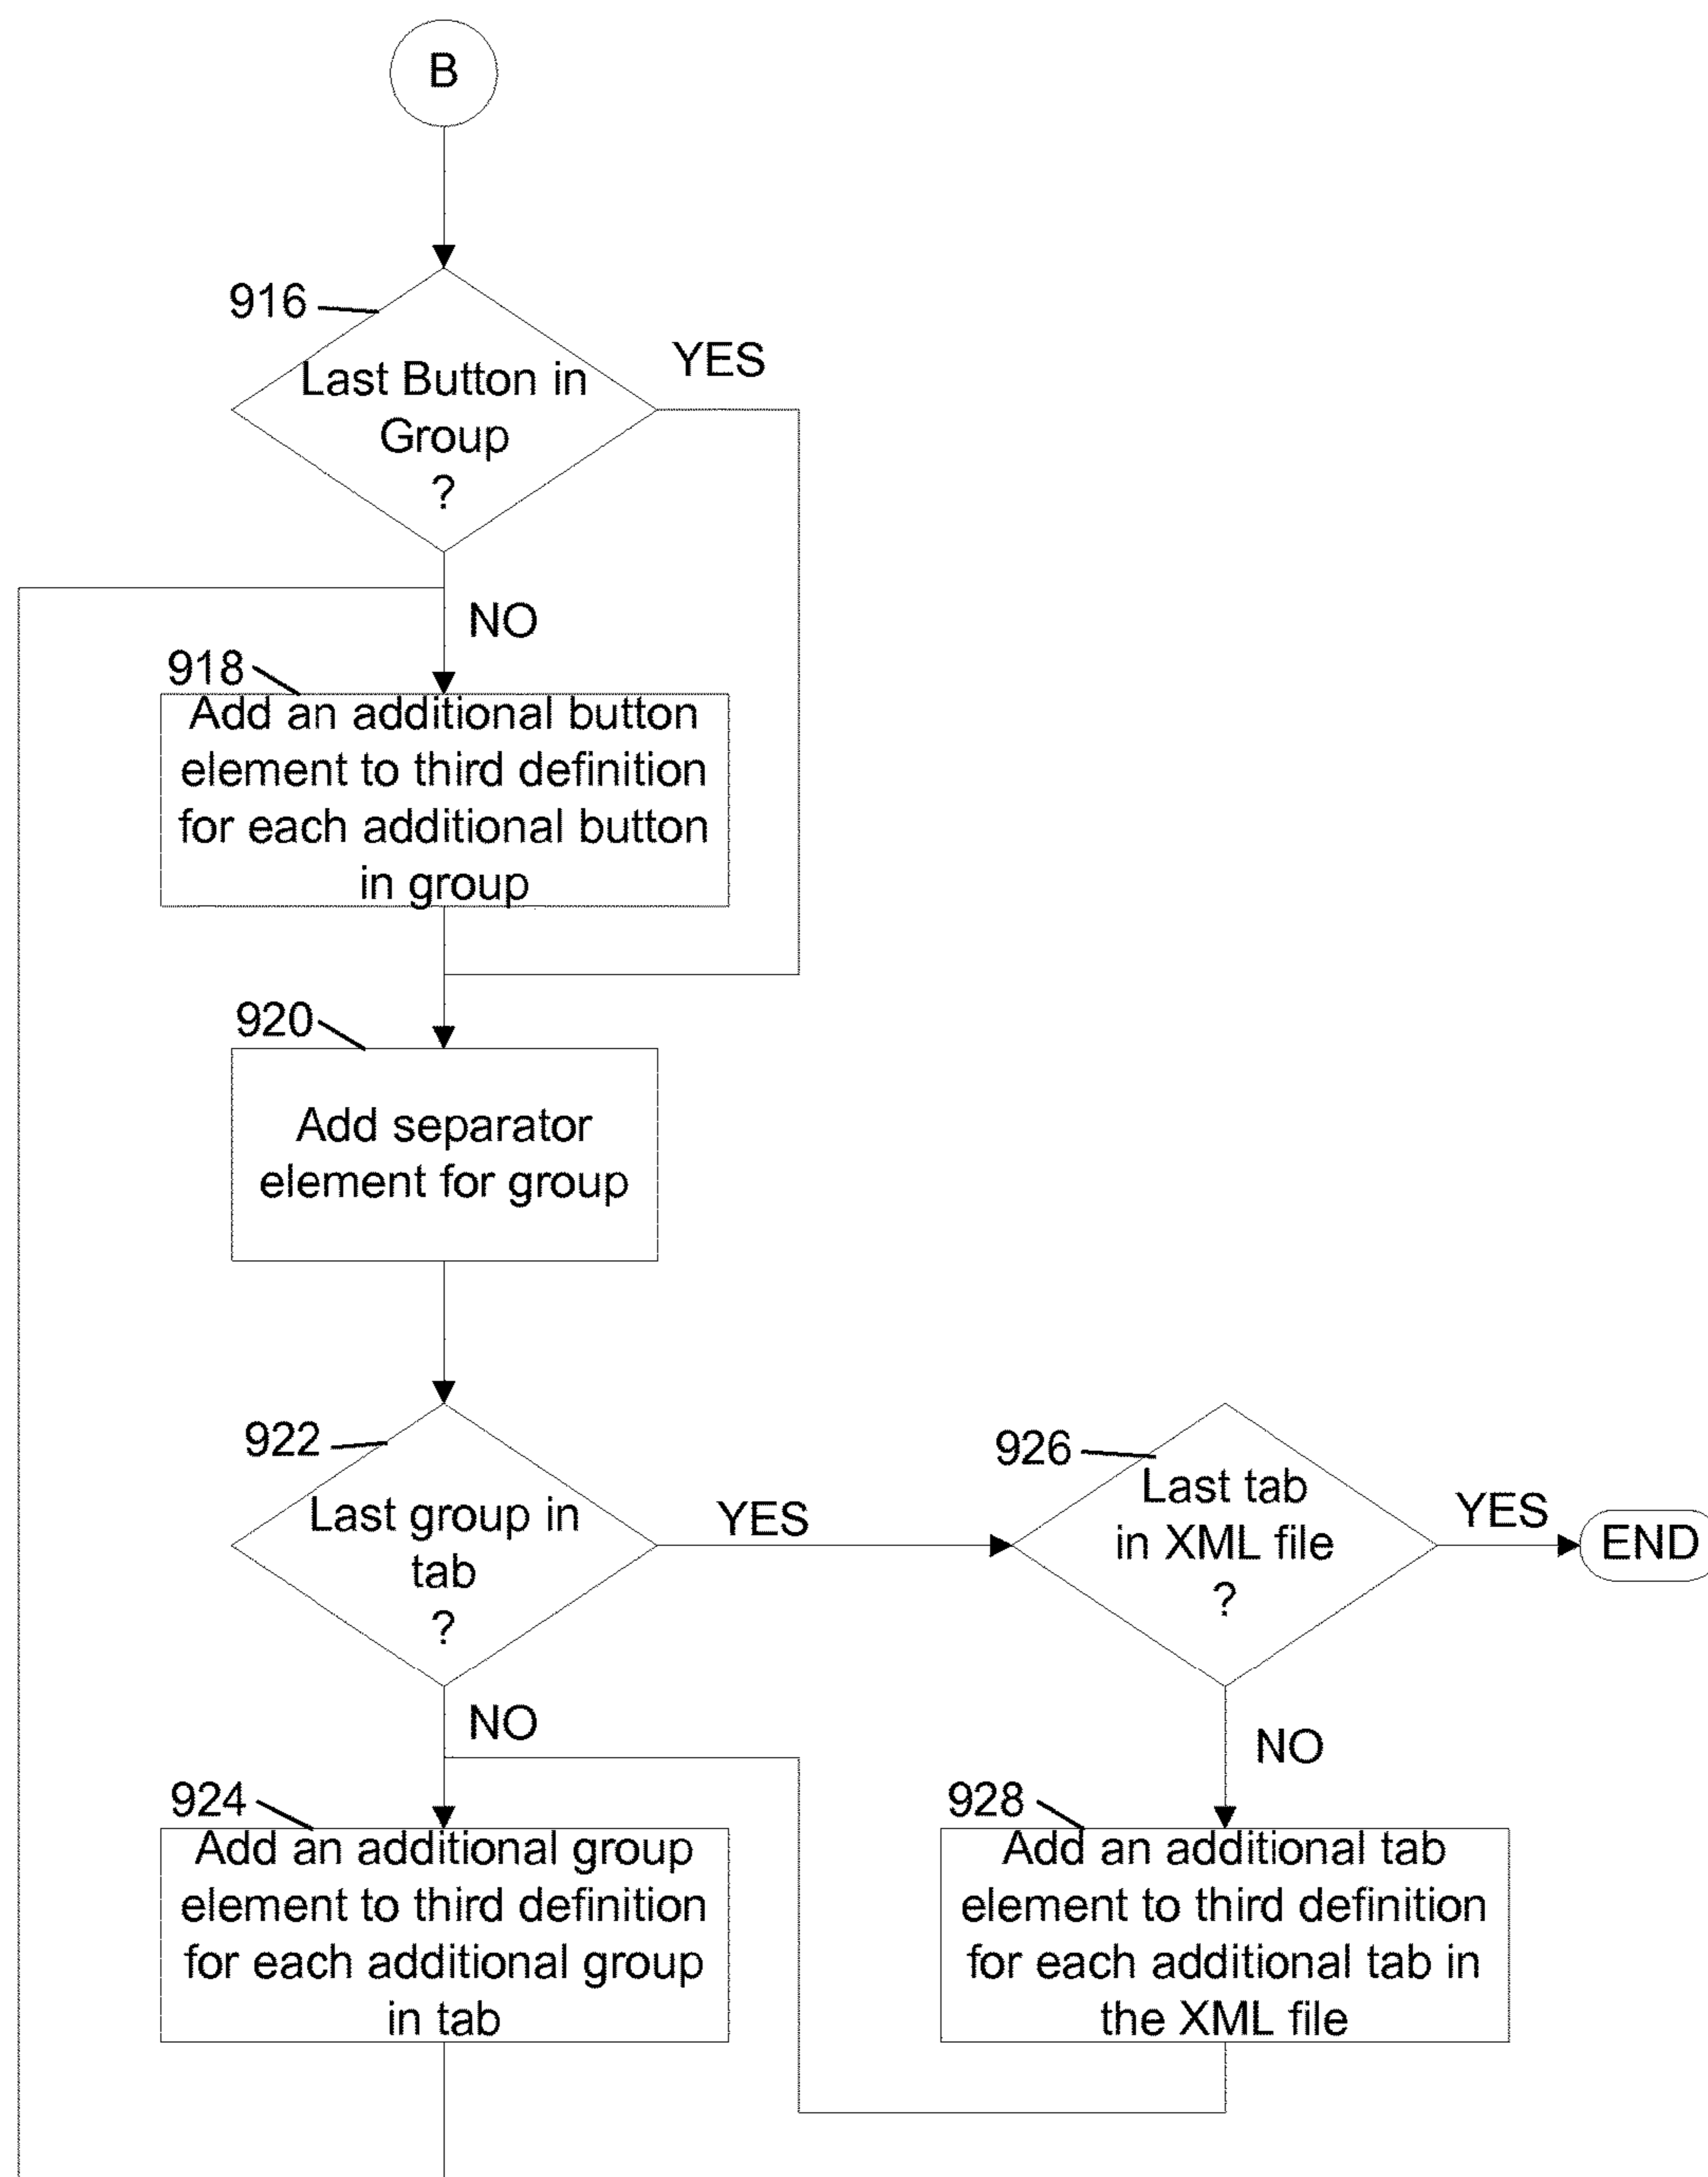 B
916
Last Button in
Group
?
YES
NO
918
Add an additional button
element to third definition
for each additional button
in group
920
Add separator
element for group
922
Last group in
tab
?
YES
926
Last tab
in XML file
?
YES
END
NO
NO
924
Add an additional group
element to third definition
for each additional group
in tab
928
Add an additional tab
element to third definition
for each additional tab in
the XML file